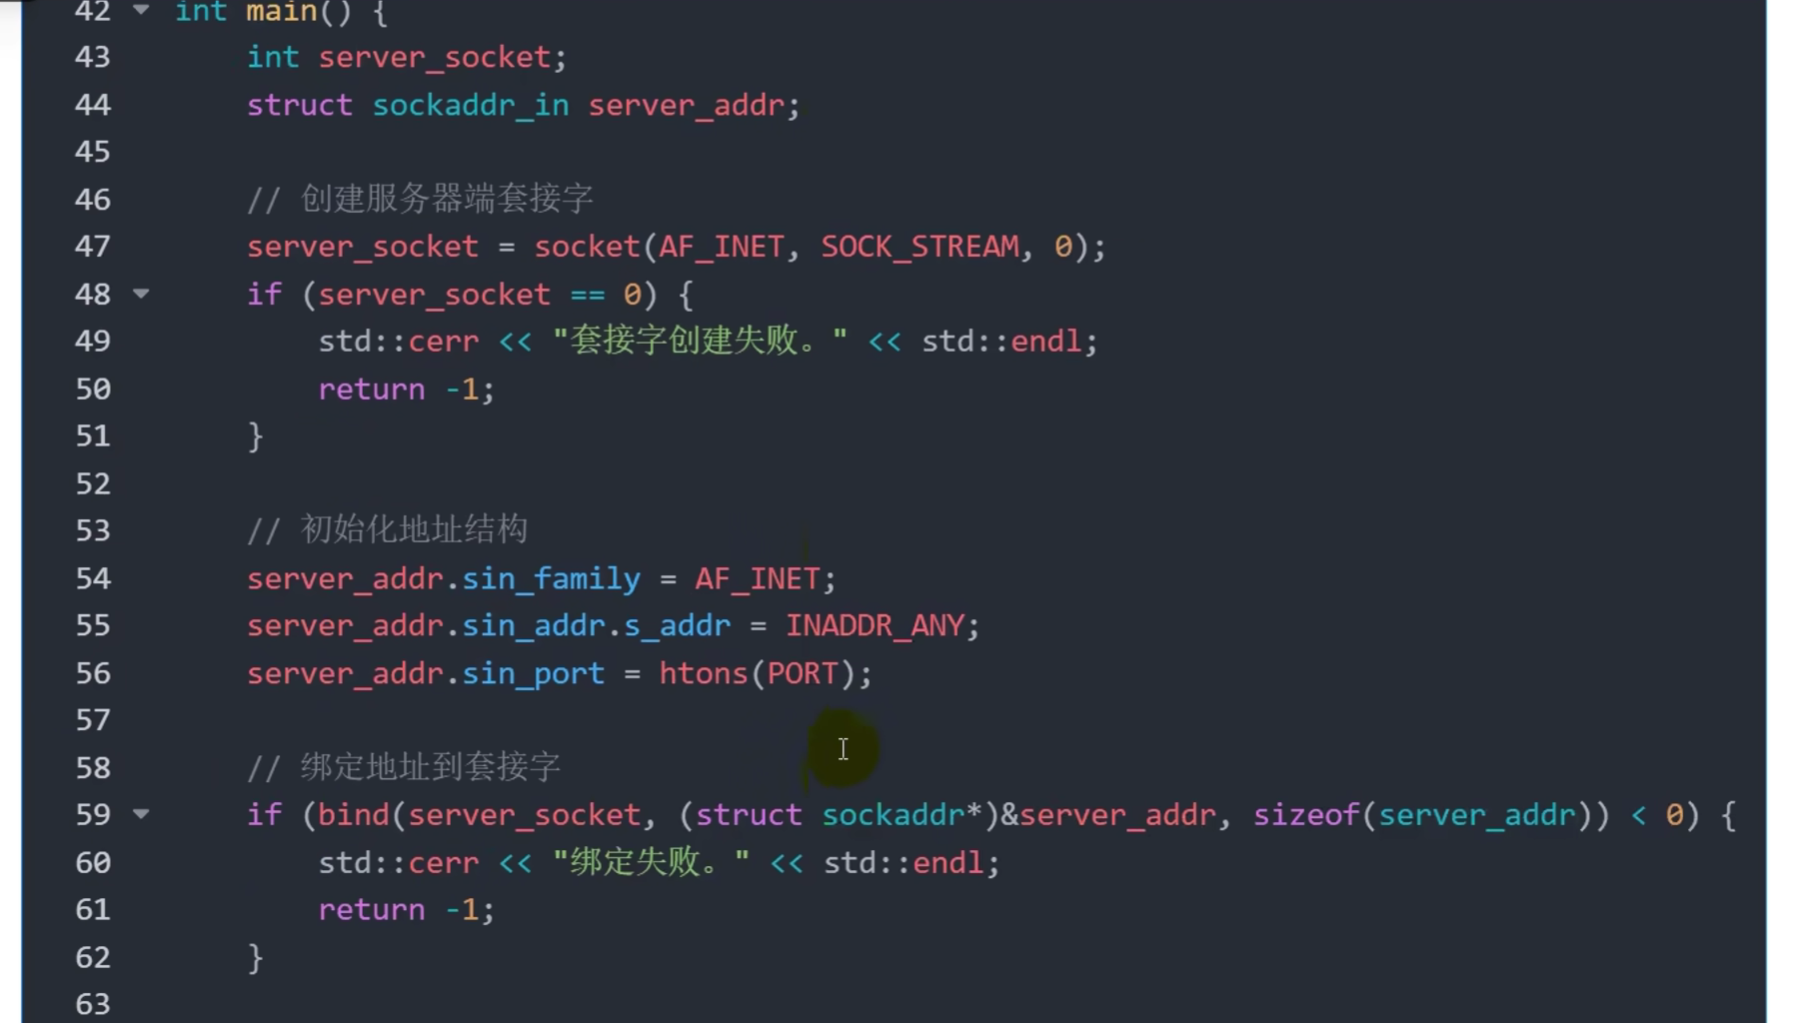 42 int main() {
43 int server_socket;
44 struct sockaddr_in server_addr;
45
46 // 创建服务器端套接字
47 server_socket = socket(AF_INET, SOCK_STREAM, 0);
48 if (server_socket == 0) {
49 std::cerr << "套接字创建失败。" << std::endl;
50 return -1;
51 }
52
53 // 初始化地址结构
54 server_addr.sin_family = AF_INET;
55 server_addr.sin_addr.s_addr = INADDR_ANY;
56 server_addr.sin_port = htons(PORT);
57
58 // 绑定地址到套接字
59 if (bind(server_socket, (struct sockaddr*)&server_addr, sizeof(server_addr)) < 0) {
60 std::cerr << "绑定失败。" << std::endl;
61 return -1;
62 }
63